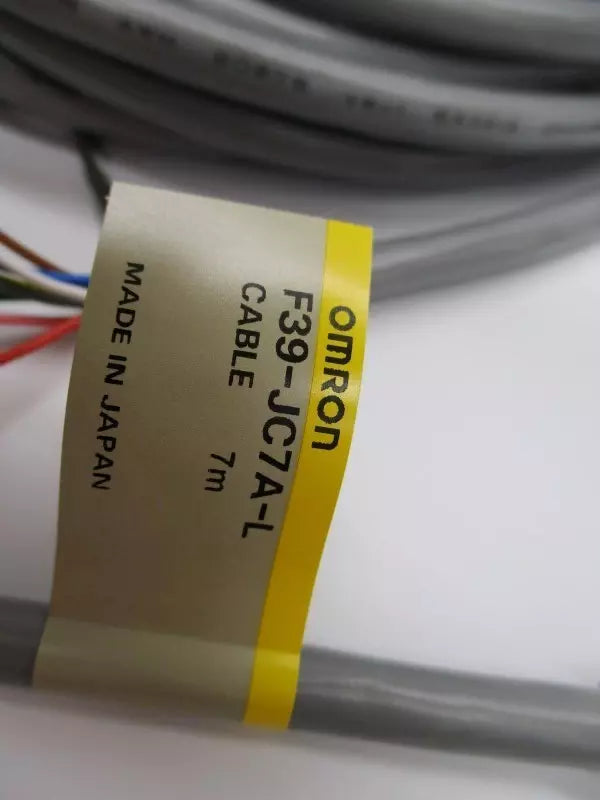 OMRON
F39-JC7A-L
CABLE 7m
MADE IN JAPAN